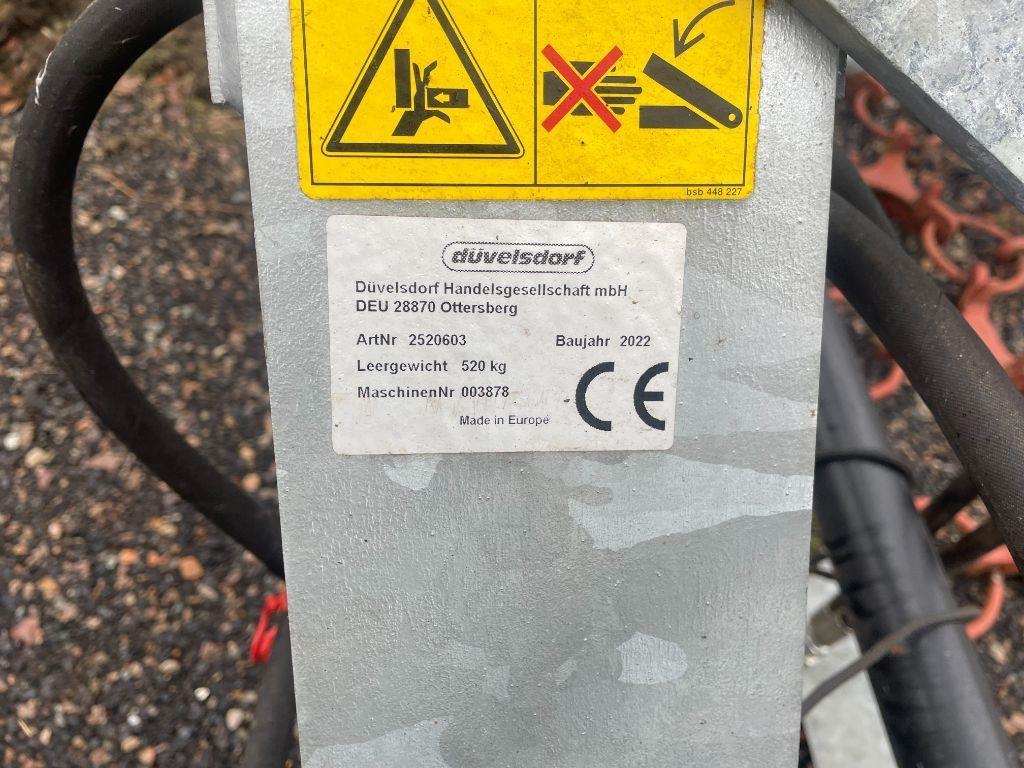 bsb 448 227
düvelsdorf
Düvelsdorf Handelsgesellschaft mbH
DEU 28870 Ottersberg
ArtNr 2520603 Baujahr 2022
Leergewicht 520 kg
MaschinenNr 003878
CE
Made in Europe